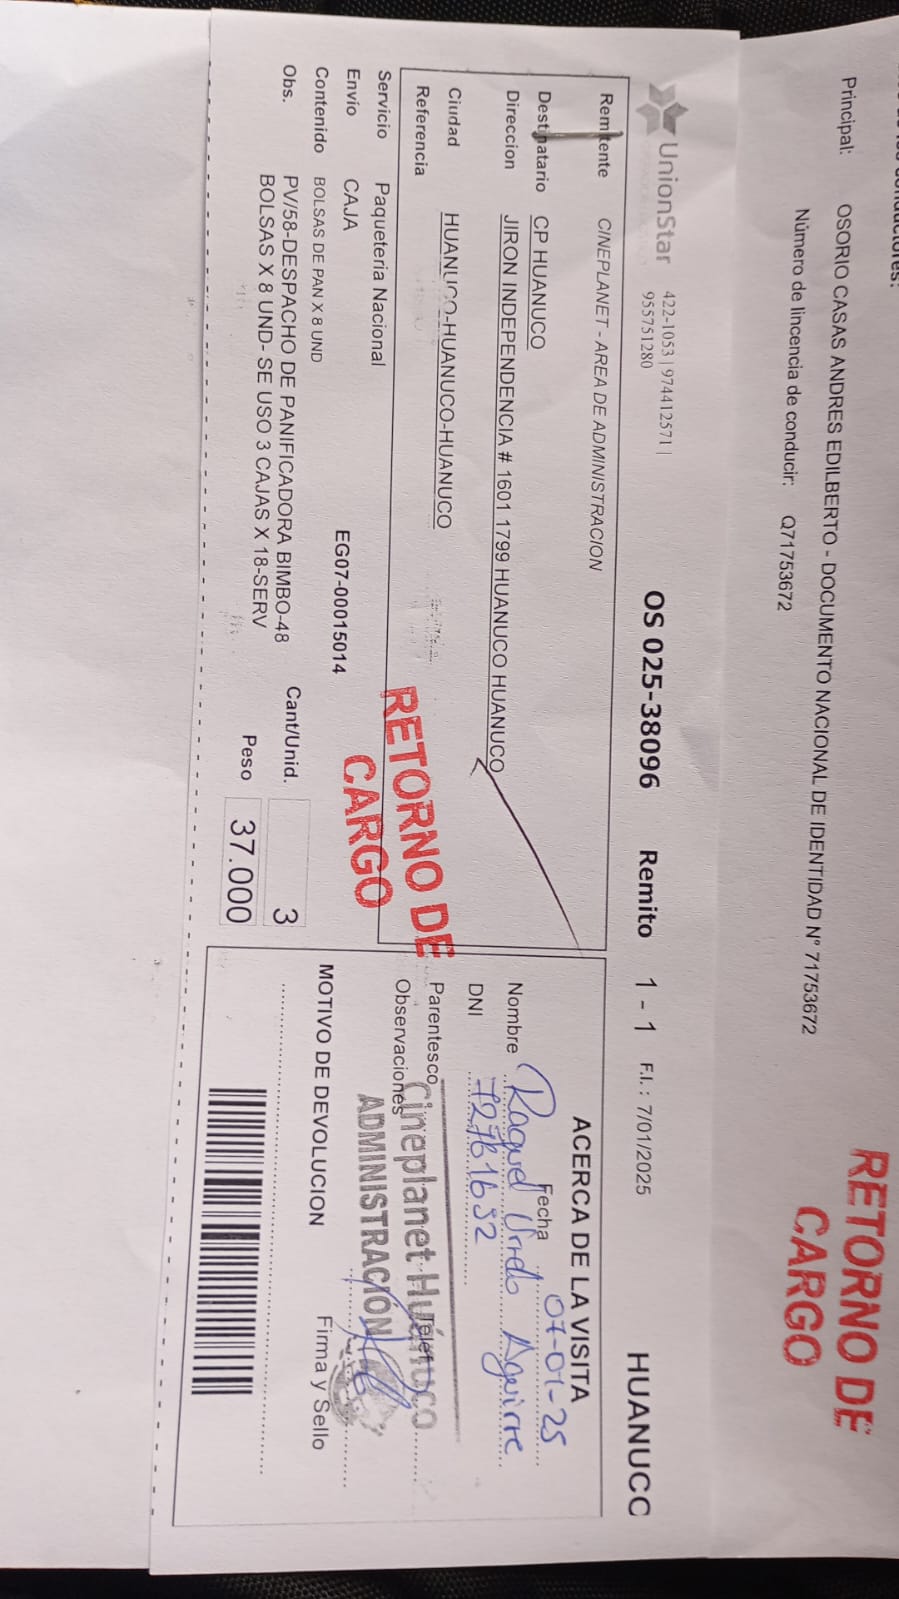 Principal: OSORIO CASAS ANDRES EDILBERTO - DOCUMENTO NACIONAL DE IDENTIDAD N° 71753672
Número de lincencia de conducir: Q71753672
RETORNO DE
CARGO
UnionStar 422-1053 | 974412571 |
955751280
OS 025-38096 Remito 1 - 1 F.I.: 7/01/2025 HUANUCC
Remitente CINEPLANET - AREA DE ADMINISTRACION
Destinatario CP HUANUCO
Direccion JIRON INDEPENDENCIA # 1601 1799 HUANUCO HUANUCO
Ciudad HUANUCO-HUANUCO-HUANUCO
Referencia
Servicio Paqueteria Nacional
Envio CAJA EG07-00015014
Contenido BOLSAS DE PAN X 8 UND
Obs. PV/58-DESPACHO DE PANIFICADORA BIMBO-48
BOLSAS X 8 UND- SE USO 3 CAJAS X 18-SERV
Cant/Unid. 3
Peso 37.000
RETORNO DE
CARGO
ACERCA DE LA VISITA
Fecha 07-01-25
Nombre Raquel Aguirre
DNI 72761652
Parentesco
Observaciones
Cineplanet Huánuco
ADMINISTRACIÓN
MOTIVO DE DEVOLUCION Firma y Sello